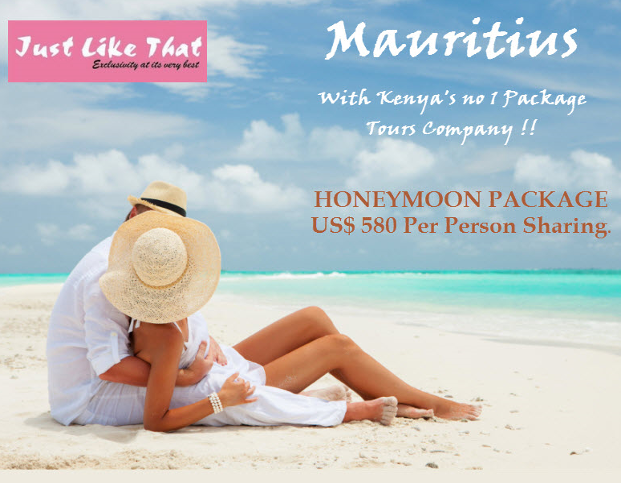 Just Like That
Exclusivity at its very best
Mauritius
With Kenya's no 1 Package
Tours Company !!
HONEYMOON PACKAGE
US$ 580 Per Person Sharing.